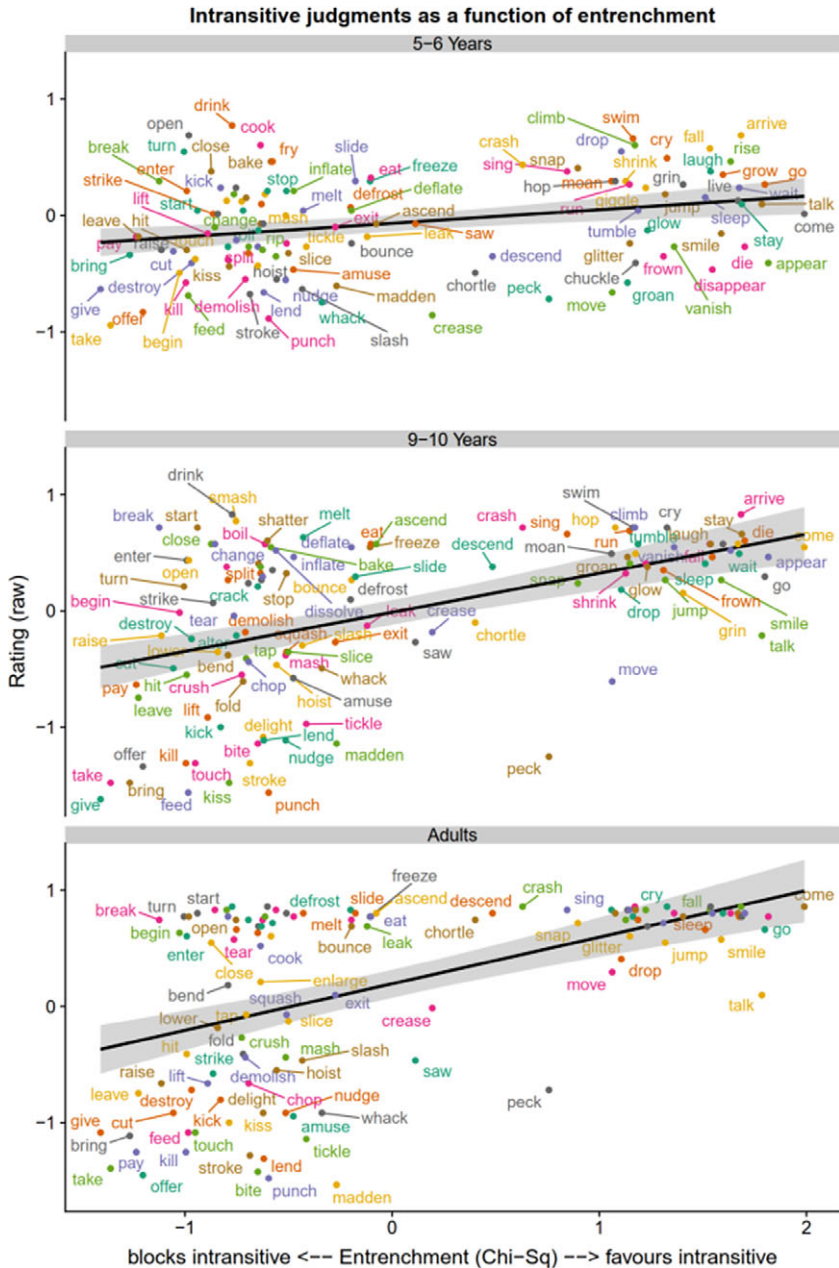 Intransitive judgments as a function of entrenchment
5−6 Years
drink
open cook swim arrive
turn close fry slide climb drop cry fall rise
break bake crash laugh
enter inflate eat freeze sing snap shrink grow go
strike kick stop melt defrost deflate hop moan grin live wait
lift start giggle
change mash exit ascend run jump talk
leave hit tickle leak saw tumble glow sleep stay come
pay raise touch rip bounce
bring split slice descend glitter smile
cut hoist amuse chuckle frown die appear
kiss chortle disappear
give destroy demolish nudge madden peck groan
kill lend whack move vanish
offer feed stroke slash crease
take begin punch
1
0
−1
9−10 Years
drink smash
break start shatter melt swim climb cry arrive
close boil eat ascend crash sing hop stay die come
change freeze run tumble laugh
enter open inflate bake descend moan vanish fall wait appear
turn split slide groan
crack stop bounce defrost snap glow sleep go
begin strike dissolve shrink frown
tear demolish leak crease drop jump smile
raise destroy squash slash exit chortle grin
alter saw talk
cut lower bend tap slice
mash whack move
pay hit crush chop hoist
leave fold amuse
lift kick delight tickle
lend
offer kill bite nudge madden peck
take touch stroke
bring kiss
give feed punch
1
0
−1
Rating (raw)
Adults
freeze
turn start defrost slide ascend descend crash sing cry fall come
break open melt eat chortle sleep
begin tear bounce leak snap go
enter cook glitter jump smile
close enlarge drop
bend squash exit move
lower tap slice crease talk
hit fold
crush mash slash saw
raise strike demolish hoist
lift chop nudge peck
leave destroy delight
give cut kick kiss amuse whack
bring feed touch tickle
pay kill
take offer stroke lend
bite punch madden
1
0
−1
−1 0 1 2
blocks intransitive <−− Entrenchment (Chi−Sq) −−> favours intransitive